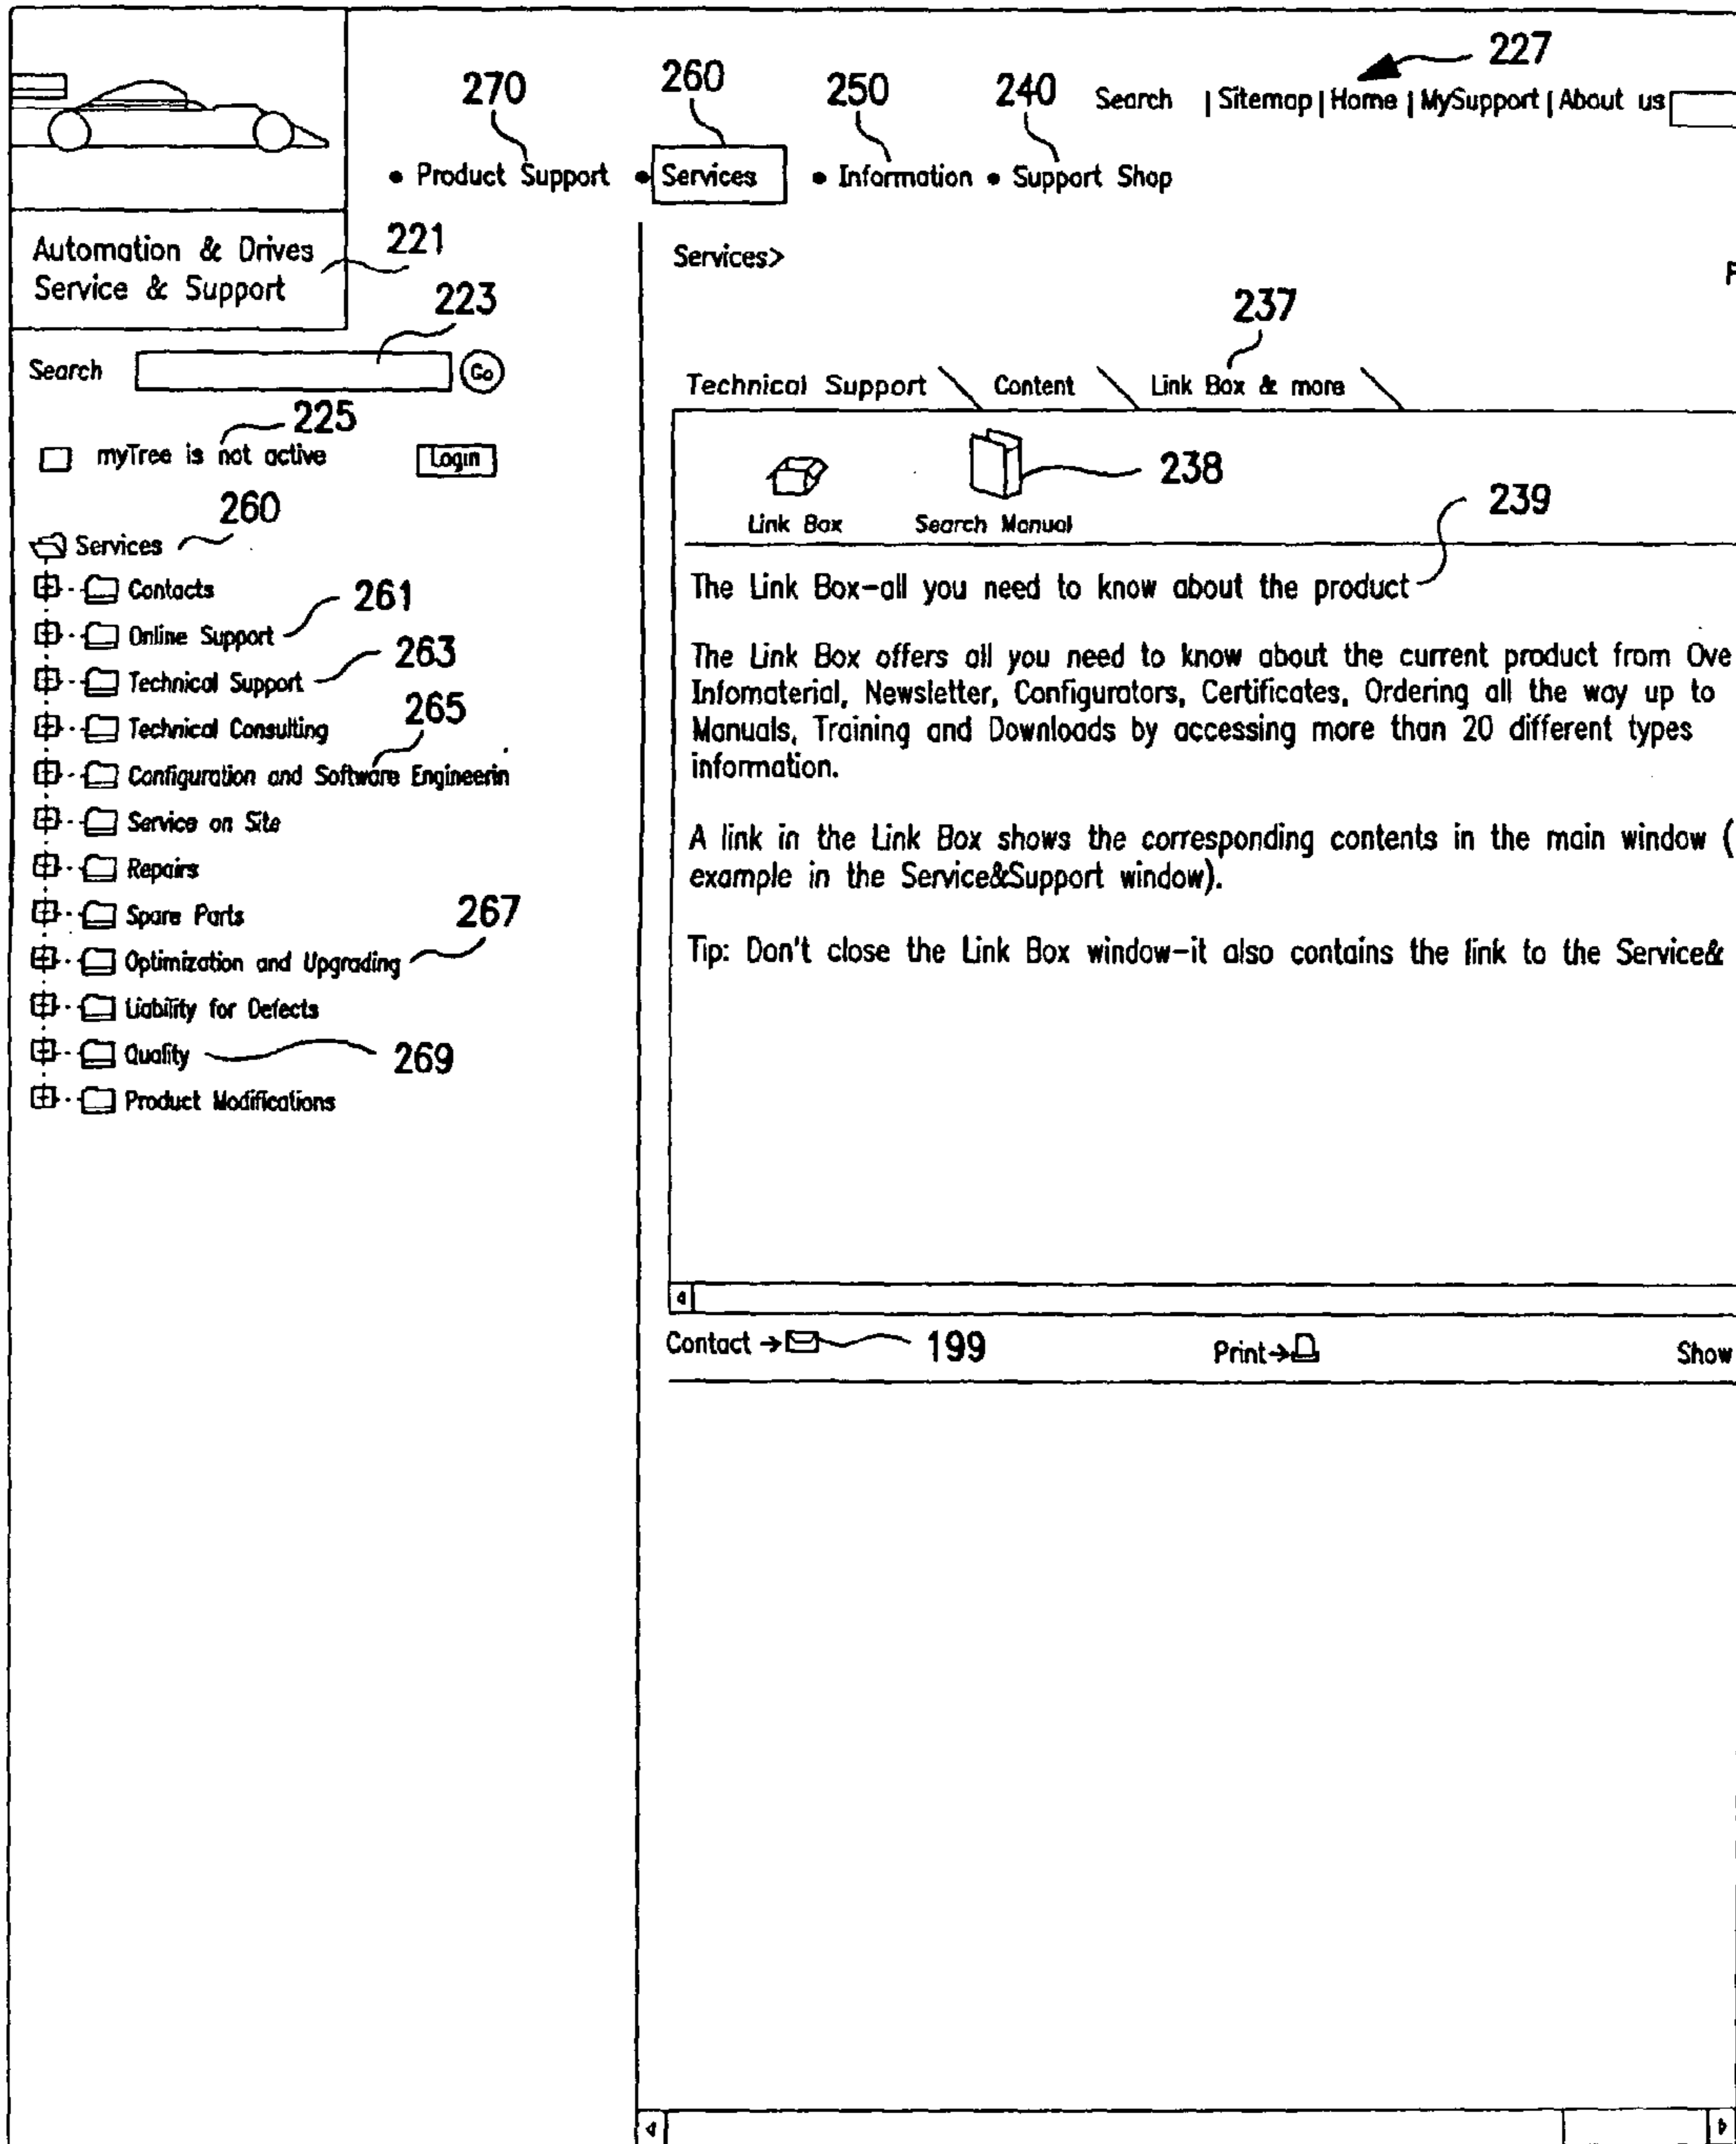 227
270
260
250
240
Search | Sitemap | Home | MySupport | About us
• Product Support • Services • Information • Support Shop
Automation & Drives
Service & Support
221
223
Search Go
225
myTree is not active Login
260
Services
Contacts
Online Support
261
Technical Support
263
Technical Consulting
265
Configuration and Software Engineerin
Service on Site
Repairs
Spare Parts
267
Optimization and Upgrading
Liability for Defects
Quality
269
Product Modifications
Services>
237
Technical Support Content Link Box & more
238
239
Link Box Search Manual
The Link Box-all you need to know about the product
The Link Box offers all you need to know about the current product from Ove
Infomaterial, Newsletter, Configurators, Certificates, Ordering all the way up to
Manuals, Training and Downloads by accessing more than 20 different types
information.
A link in the Link Box shows the corresponding contents in the main window (
example in the Service&Support window).
Tip: Don't close the Link Box window-it also contains the link to the Service&
Contact → 199 Print→ Show